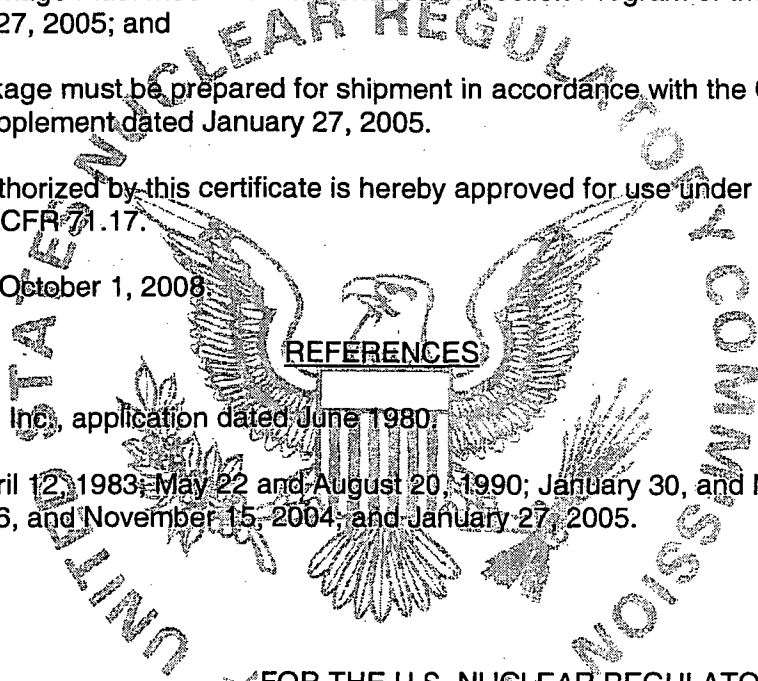 27, 2005; and
kage must be prepared for shipment in accordance with the
pplement dated January 27, 2005.
thorized by this certificate is hereby approved for use under
CFR 71.17.
October 1, 2008.
REFERENCES
Inc., application dated June 1980.
ril 12, 1983; May 22 and August 20, 1990; January 30, and
6, and November 15, 2004; and January 27, 2005.
FOR THE U.S. NUCLEAR REGULATO
UNITED STATES NUCLEAR REGULATORY COMMISSION